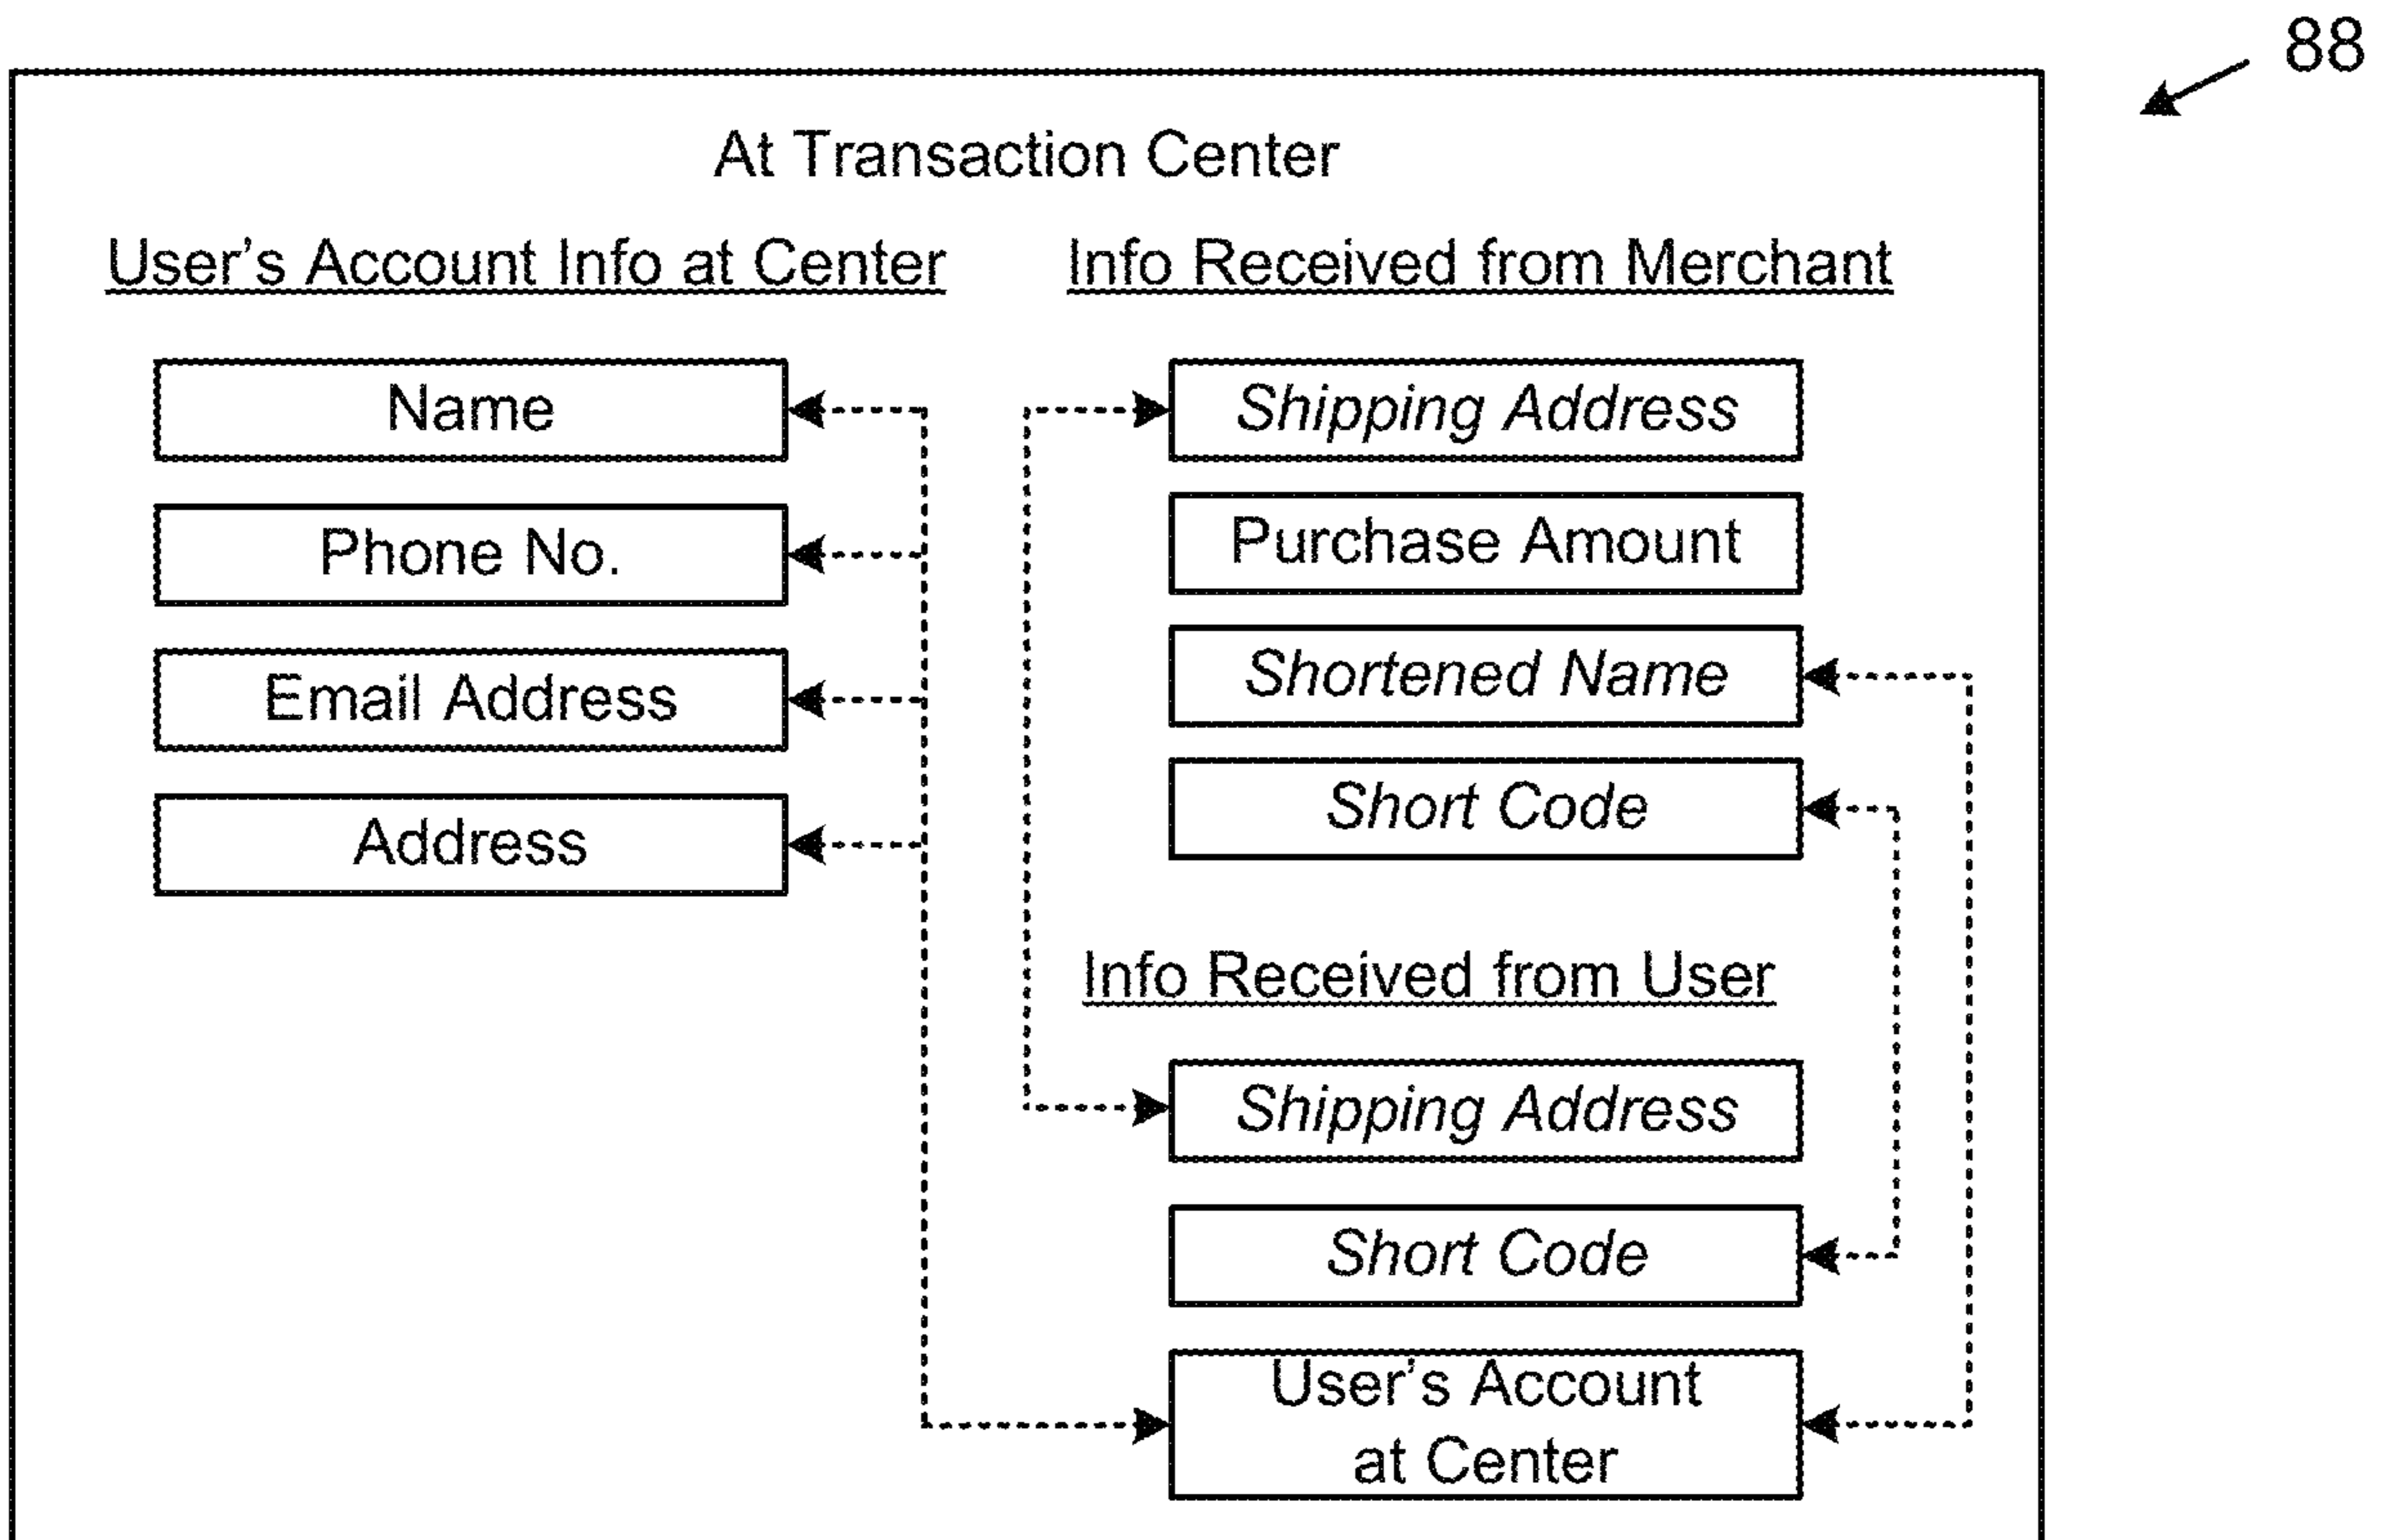 88
At Transaction Center
User's Account Info at Center
Name
Phone No.
Email Address
Address
Info Received from Merchant
Shipping Address
Purchase Amount
Shortened Name
Short Code
Info Received from User
Shipping Address
Short Code
User's Account
at Center